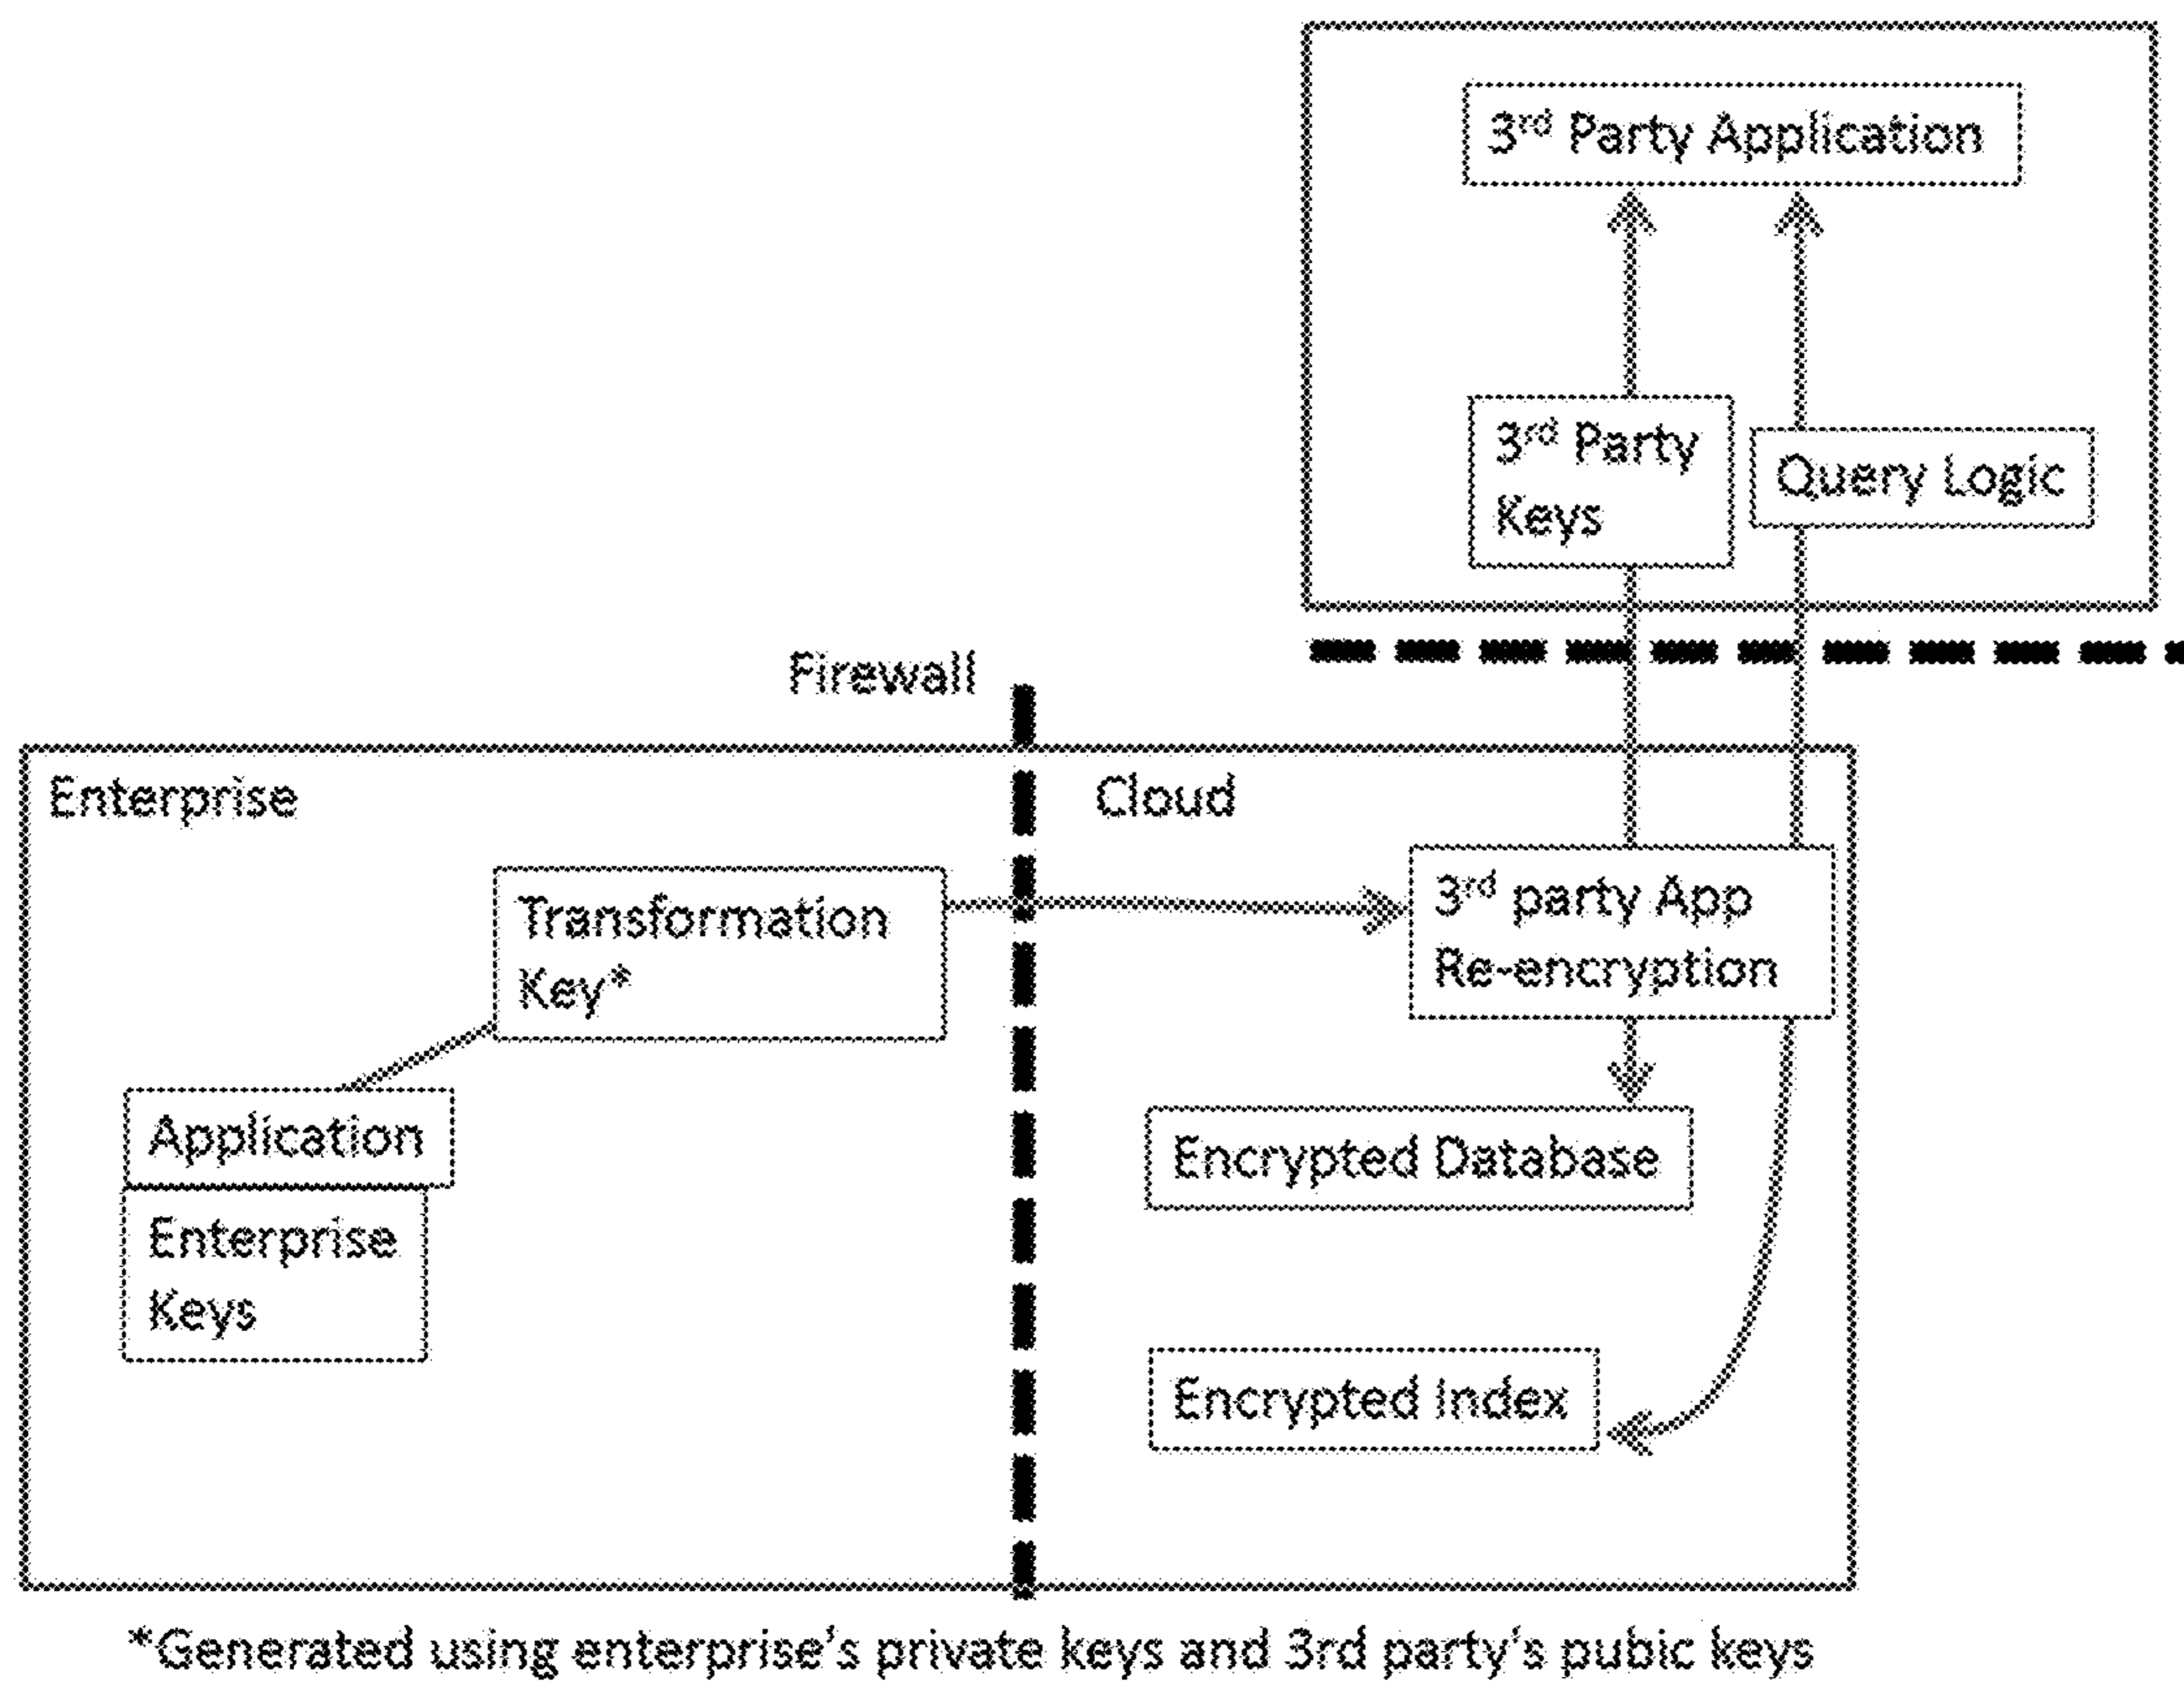 3rd Party Application
3rd Party
Keys
Query Logic
Firewall
Enterprise
Cloud
Transformation
Key*
3rd party App
Re-encryption
Application
Enterprise
Keys
Encrypted Database
Encrypted Index
*Generated using enterprise's private keys and 3rd party's pubic keys